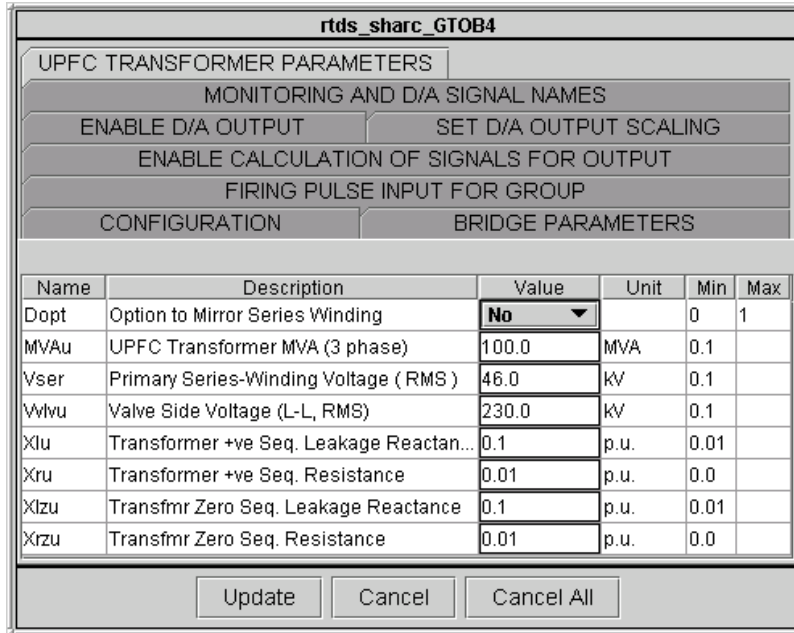 rtds_sharc_GTOB4
UPFC TRANSFORMER PARAMETERS
MONITORING AND D/A SIGNAL NAMES
ENABLE D/A OUTPUT SET D/A OUTPUT SCALING
ENABLE CALCULATION OF SIGNALS FOR OUTPUT
FIRING PULSE INPUT FOR GROUP
CONFIGURATION BRIDGE PARAMETERS
Name Description Value Unit Min Max
Dopt Option to Mirror Series Winding No 0 1
MVAu UPFC Transformer MVA (3 phase) 100.0 MVA 0.1
Vser Primary Series-Winding Voltage ( RMS ) 46.0 kV 0.1
Vvlvu Valve Side Voltage (L-L, RMS) 230.0 kV 0.1
Xlu Transformer +ve Seq. Leakage Reactan... 0.1 p.u. 0.01
Xru Transformer +ve Seq. Resistance 0.01 p.u. 0.0
Xlzu Transfmr Zero Seq. Leakage Reactance 0.1 p.u. 0.01
Xrzu Transfmr Zero Seq. Resistance 0.01 p.u. 0.0
Update Cancel Cancel All